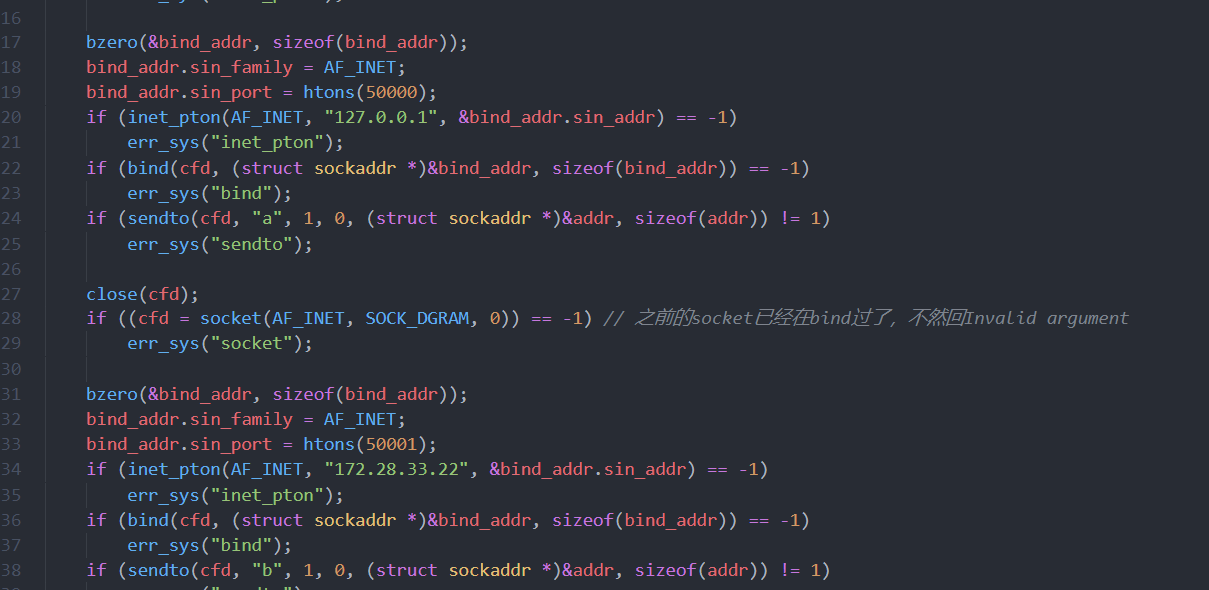 16
17 bzero(&bind_addr, sizeof(bind_addr));
18 bind_addr.sin_family = AF_INET;
19 bind_addr.sin_port = htons(50000);
20 if (inet_pton(AF_INET, "127.0.0.1", &bind_addr.sin_addr) == -1)
21 err_sys("inet_pton");
22 if (bind(cfd, (struct sockaddr *)&bind_addr, sizeof(bind_addr)) == -1)
23 err_sys("bind");
24 if (sendto(cfd, "a", 1, 0, (struct sockaddr *)&addr, sizeof(addr)) != 1)
25 err_sys("sendto");
26
27 close(cfd);
28 if ((cfd = socket(AF_INET, SOCK_DGRAM, 0)) == -1) // 之前的socket已经在bind过了, 不然回Invalid argument
29 err_sys("socket");
30
31 bzero(&bind_addr, sizeof(bind_addr));
32 bind_addr.sin_family = AF_INET;
33 bind_addr.sin_port = htons(50001);
34 if (inet_pton(AF_INET, "172.28.33.22", &bind_addr.sin_addr) == -1)
35 err_sys("inet_pton");
36 if (bind(cfd, (struct sockaddr *)&bind_addr, sizeof(bind_addr)) == -1)
37 err_sys("bind");
38 if (sendto(cfd, "b", 1, 0, (struct sockaddr *)&addr, sizeof(addr)) != 1)